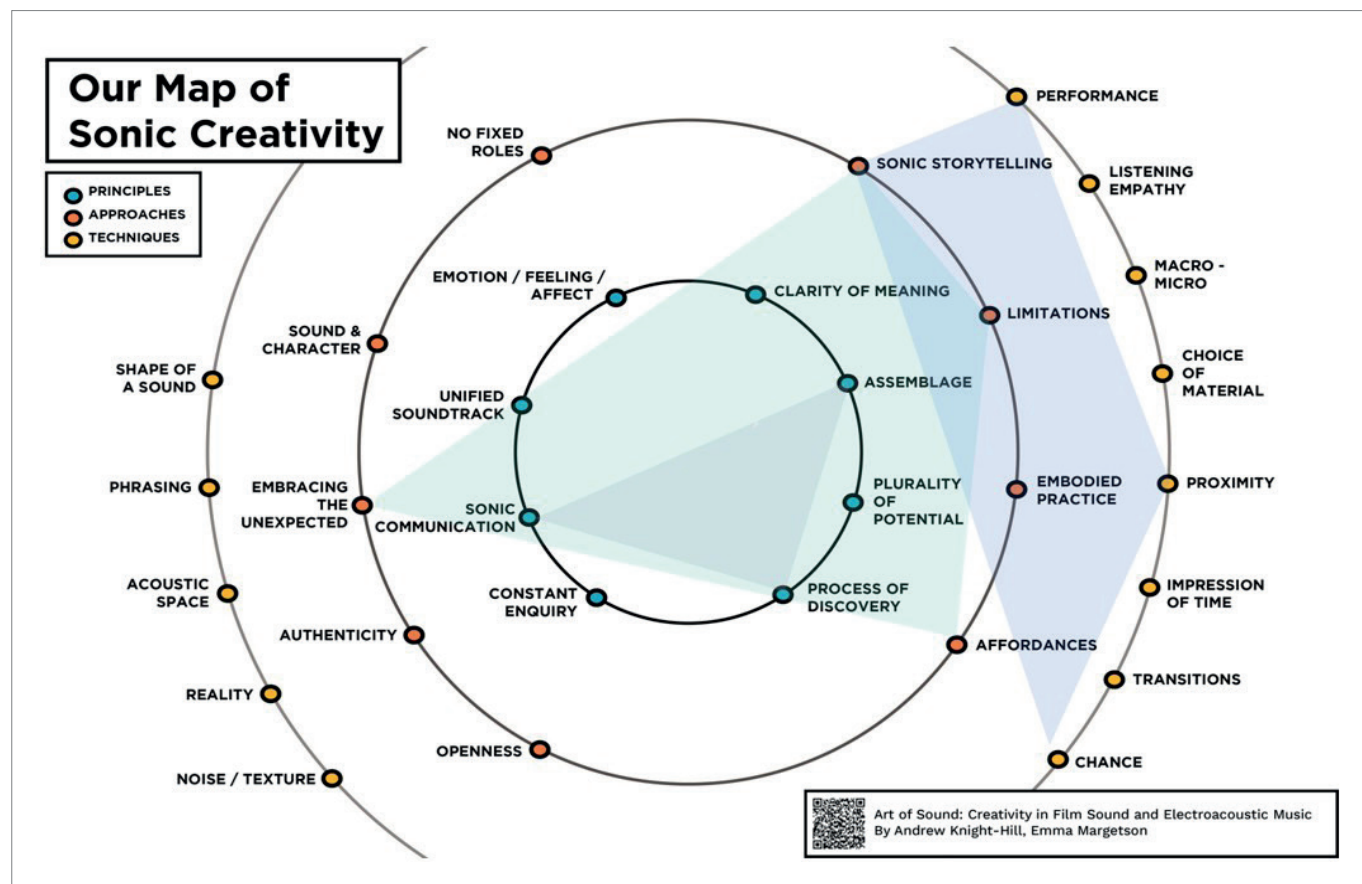 Our Map of
Sonic Creativity
PRINCIPLES
APPROACHES
TECHNIQUES
NO FIXED
ROLES
SONIC STORYTELLING
PERFORMANCE
LISTENING
EMPATHY
MACRO -
MICRO
EMOTION / FEELING /
AFFECT
CLARITY OF MEANING
LIMITATIONS
SOUND &
CHARACTER
SHAPE OF
A SOUND
CHOICE
OF
MATERIAL
UNIFIED
SOUNDTRACK
ASSEMBLAGE
PHRASING
EMBRACING
THE
UNEXPECTED
SONIC
COMMUNICATION
PLURALITY
OF
POTENTIAL
EMBODIED
PRACTICE
PROXIMITY
ACOUSTIC
SPACE
CONSTANT
ENQUIRY
PROCESS OF
DISCOVERY
IMPRESSION
OF TIME
AUTHENTICITY
AFFORDANCES
REALITY
TRANSITIONS
OPENNESS
NOISE / TEXTURE
CHANCE
Art of Sound: Creativity in Film Sound and Electroacoustic Music
By Andrew Knight-Hill, Emma Margetson